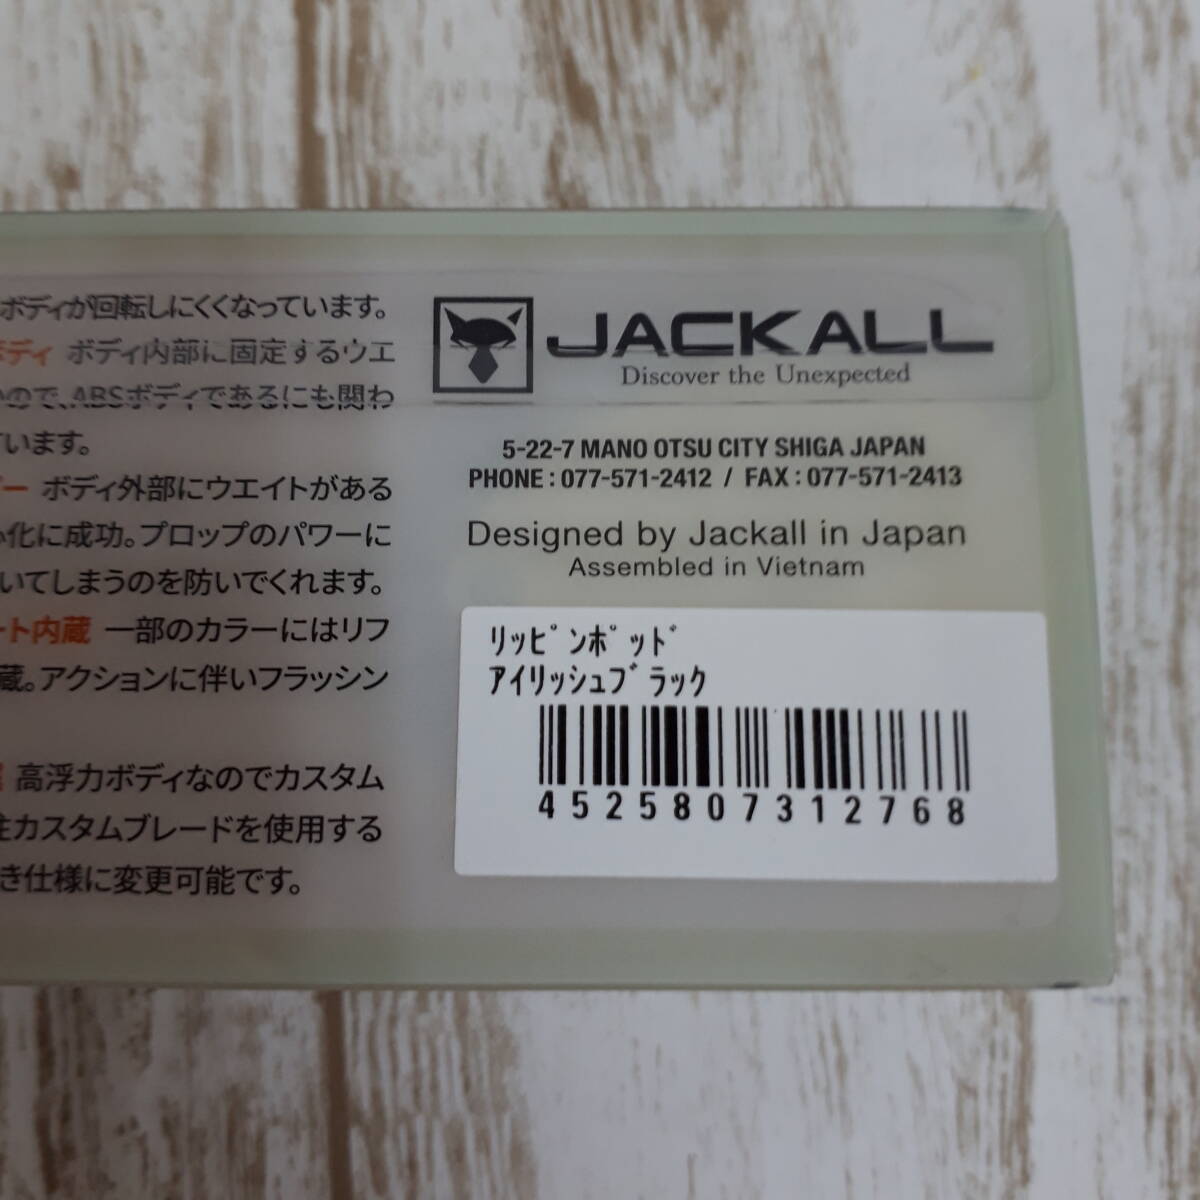 ボディが回転しにくくなっています。
ボディ ボディ内部に固定するウエ
ので、ABSボディであるにも関わ
います。
ー ボディ外部にウエイトがある
化に成功。プロップのパワーに
いてしまうのを防いでくれます。
ート内蔵 一部のカラーにはリフ
蔵。アクションに伴いフラッシン
高浮力ボディなのでカスタム
カスタムブレードを使用する
き仕様に変更可能です。
JACKALL
Discover the Unexpected
5-22-7 MANO OTSU CITY SHIGA JAPAN
PHONE : 077-571-2412 / FAX : 077-571-2413
Designed by Jackall in Japan
Assembled in Vietnam
ﾘｯﾋﾟﾝﾎﾟｯﾄﾞ
ｱｲﾘｯｼｭﾌﾞﾗｯｸ
4525807312768